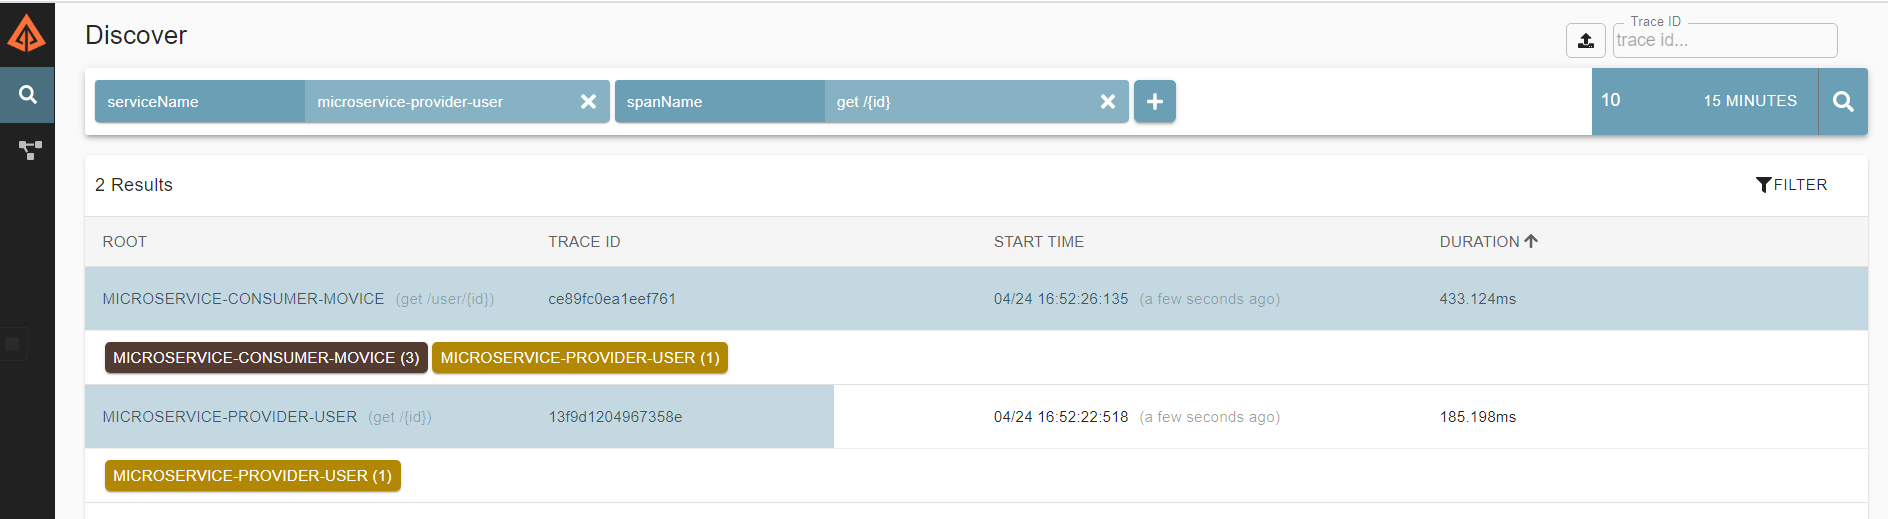 Discover
Trace ID
trace id...
serviceName microservice-provider-user spanName get /{id} 10 15 MINUTES
2 Results FILTER
ROOT TRACE ID START TIME DURATION
MICROSERVICE-CONSUMER-MOVICE (get /user/{id}) ce89fc0ea1eef761 04/24 16:52:26:135 (a few seconds ago) 433.124ms
MICROSERVICE-CONSUMER-MOVICE (3) MICROSERVICE-PROVIDER-USER (1)
MICROSERVICE-PROVIDER-USER (get /{id}) 13f9d1204967358e 04/24 16:52:22:518 (a few seconds ago) 185.198ms
MICROSERVICE-PROVIDER-USER (1)